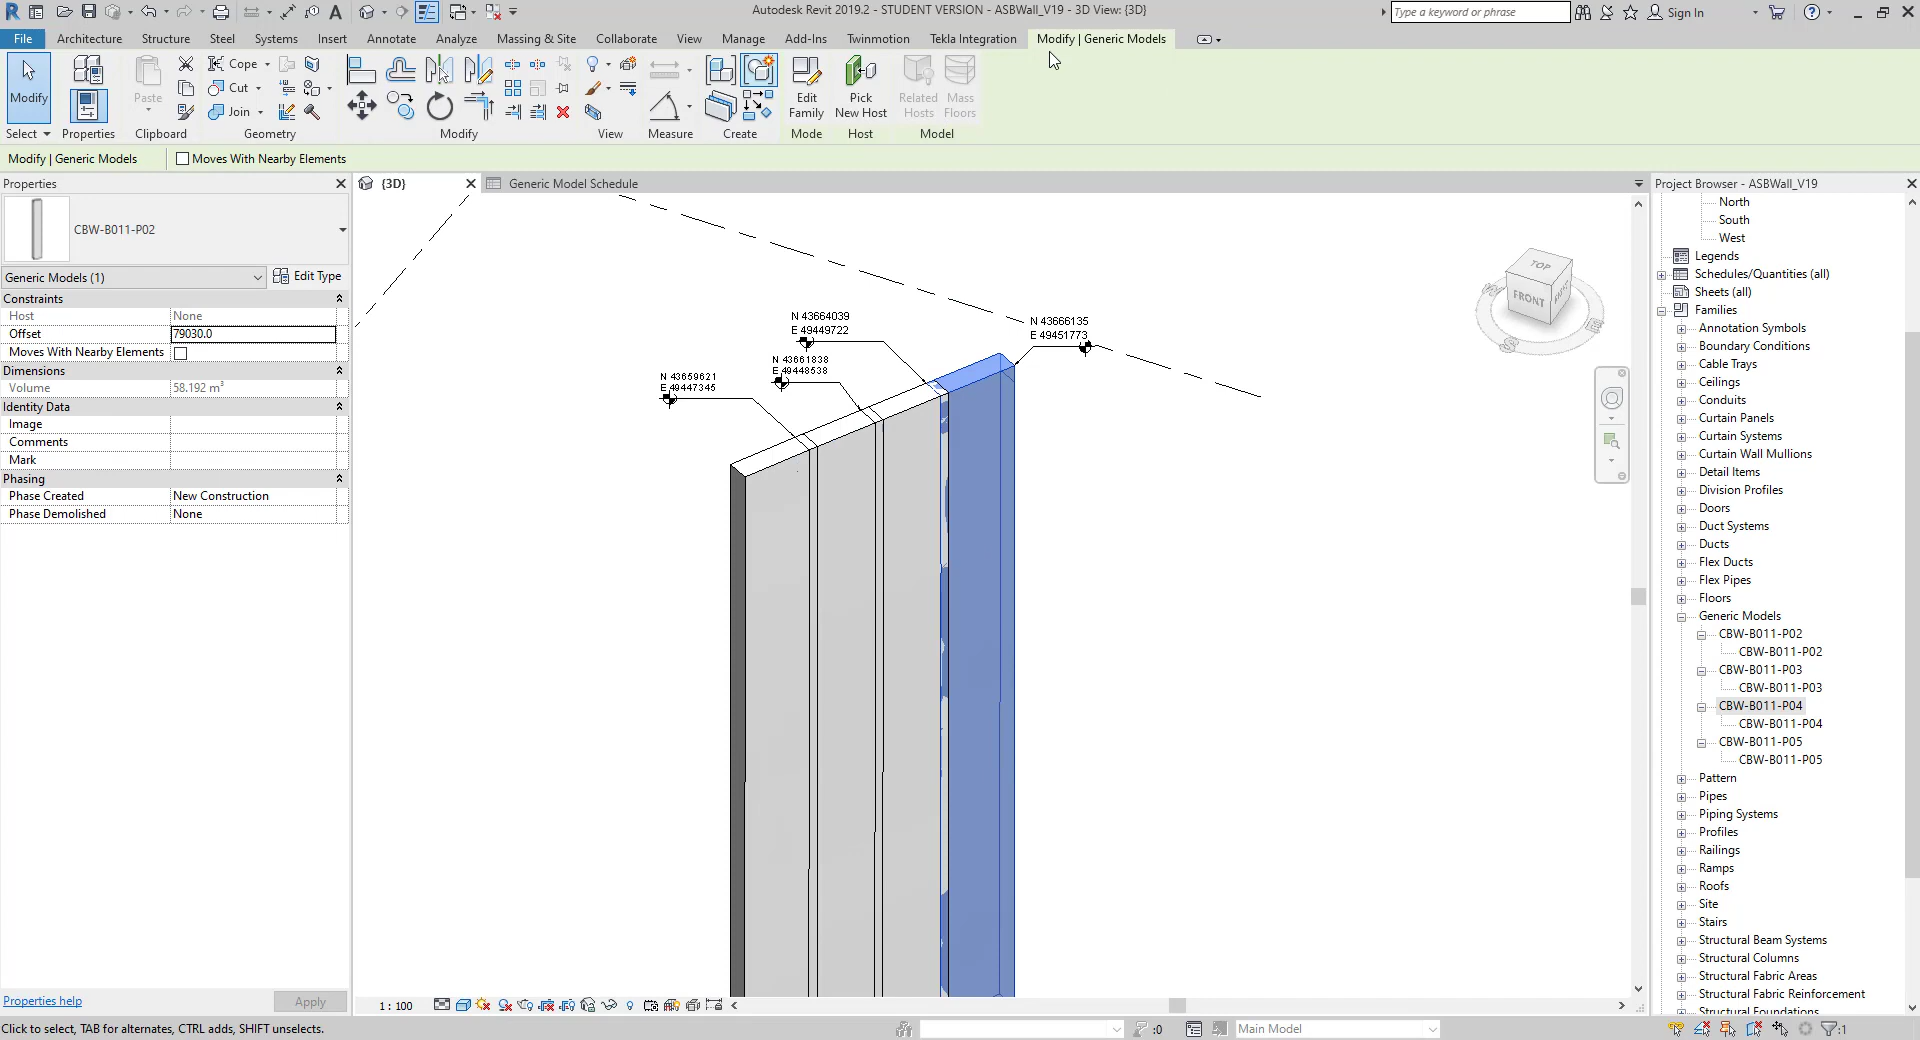 Autodesk Revit 2019.2 - STUDENT VERSION - ASBWall_V19 - 3D View: {3D}
Type a keyword or phrase
Sign In
File
Architecture
Structure
Steel
Systems
Insert
Annotate
Analyze
Massing & Site
Collaborate
View
Manage
Add-Ins
Twinmotion
Tekla Integration
Modify | Generic Models
Modify
Paste
Cope
Cut
Join
Edit
Family
Pick
New Host
Related
Hosts
Mass
Floors
Select
Properties
Clipboard
Geometry
Modify
View
Measure
Create
Mode
Host
Model
Modify | Generic Models
Moves With Nearby Elements
Properties
CBW-B011-P02
Generic Models (1)
Edit Type
Constraints
Host None
Offset 79030.0
Moves With Nearby Elements
Dimensions
Volume 58.192 m³
Identity Data
Image
Comments
Mark
Phasing
Phase Created New Construction
Phase Demolished None
Properties help
Apply
{3D}
Generic Model Schedule
N 43664039
E 49449722
N 43666135
E 49451773
N 43661838
E 49448538
N 43659621
E 49447345
TOP
FRONT
1 : 100
Project Browser - ASBWall_V19
North
South
West
Legends
Schedules/Quantities (all)
Sheets (all)
Families
Annotation Symbols
Boundary Conditions
Cable Trays
Ceilings
Conduits
Curtain Panels
Curtain Systems
Curtain Wall Mullions
Detail Items
Division Profiles
Doors
Duct Systems
Ducts
Flex Ducts
Flex Pipes
Floors
Generic Models
CBW-B011-P02
CBW-B011-P02
CBW-B011-P03
CBW-B011-P03
CBW-B011-P04
CBW-B011-P04
CBW-B011-P05
CBW-B011-P05
Pattern
Pipes
Piping Systems
Profiles
Railings
Ramps
Roofs
Site
Stairs
Structural Beam Systems
Structural Columns
Structural Fabric Areas
Structural Fabric Reinforcement
Structural Foundations
Click to select, TAB for alternates, CTRL adds, SHIFT unselects.
:0
Main Model
:1